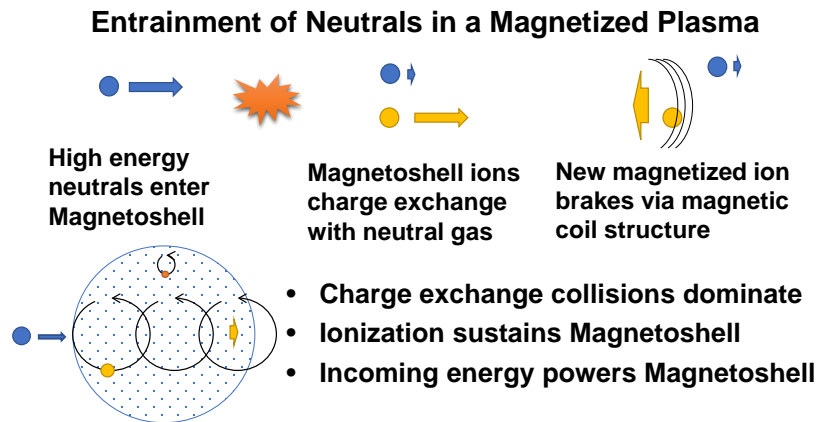 Entrainment of Neutrals in a Magnetized Plasma
High energy
neutrals enter
Magnetoshell
Magnetoshell ions
charge exchange
with neutral gas
New magnetized ion
brakes via magnetic
coil structure
• Charge exchange collisions dominate
• Ionization sustains Magnetoshell
• Incoming energy powers Magnetoshell